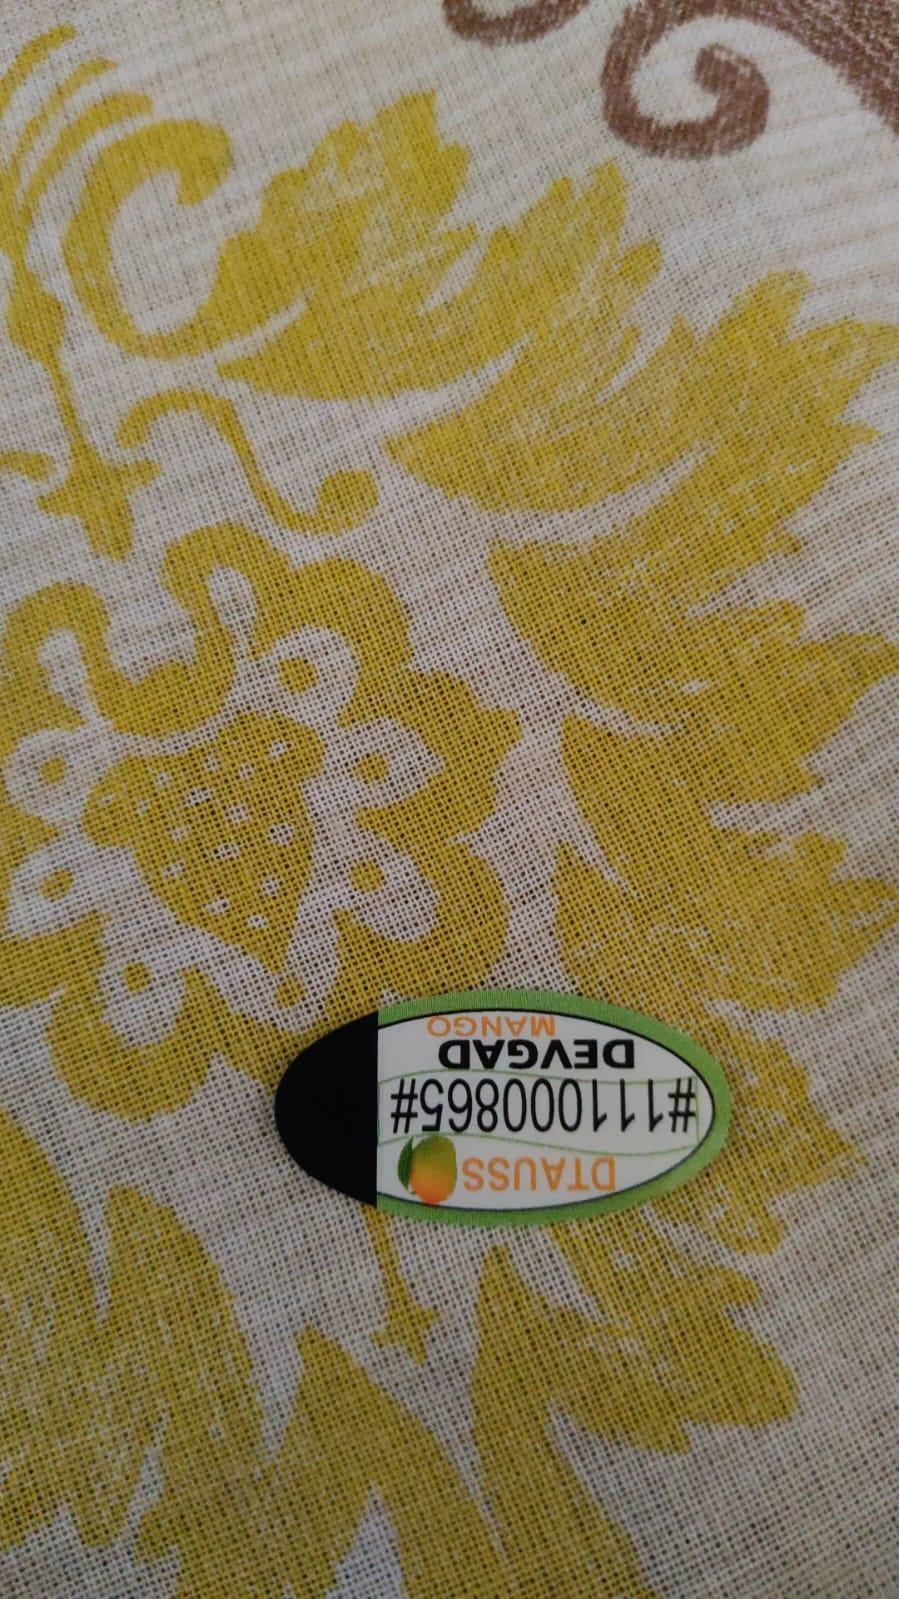 DTAUSS
#111000865#
DEVGAD
MANGO